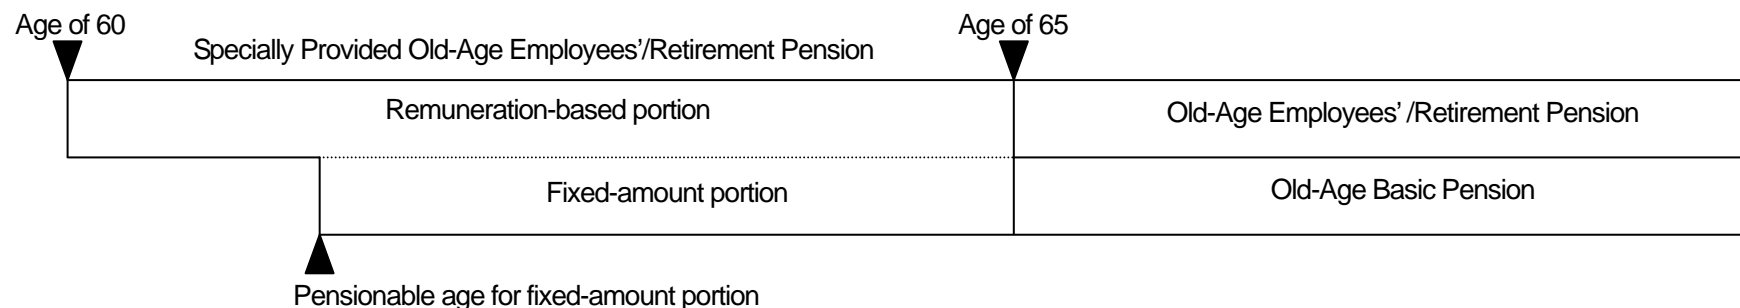 Age of 60
Age of 65
Specially Provided Old-Age Employees’/Retirement Pension
Remuneration-based portion
Old-Age Employees’ /Retirement Pension
Fixed-amount portion
Old-Age Basic Pension
Pensionable age for fixed-amount portion